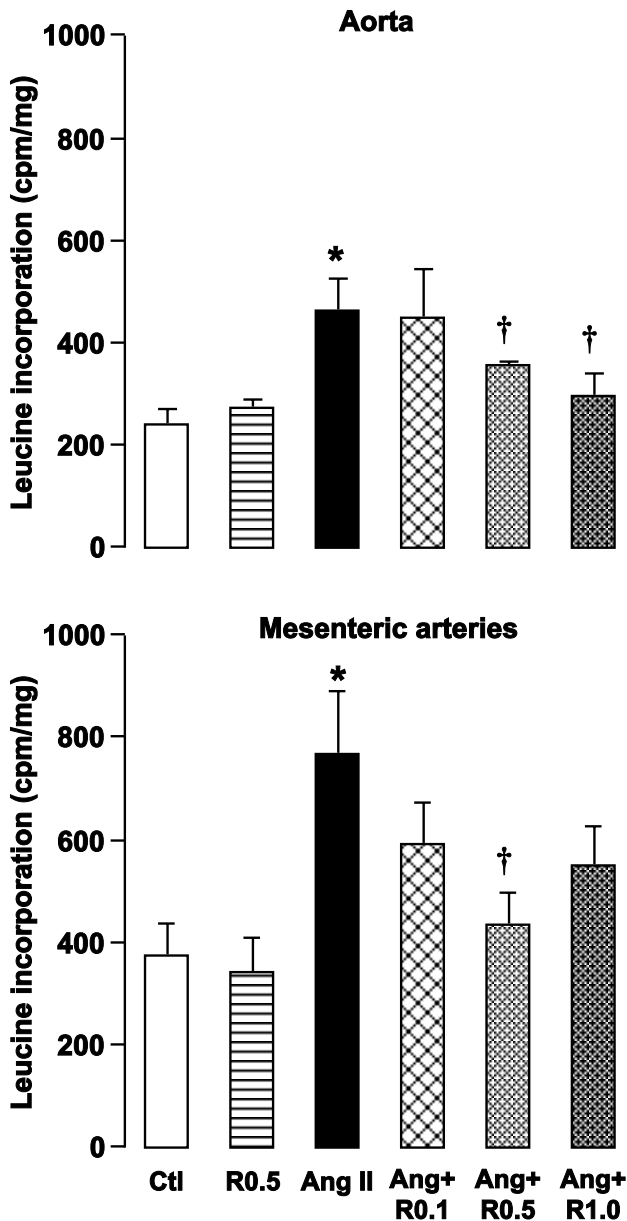 Aorta
Leucine incorporation (cpm/mg)
1000
800
600
400
200
0
*
†
†
Mesenteric arteries
Leucine incorporation (cpm/mg)
1000
800
600
400
200
0
*
†
Ctl
R0.5
Ang II
Ang+
R0.1
Ang+
R0.5
Ang+
R1.0